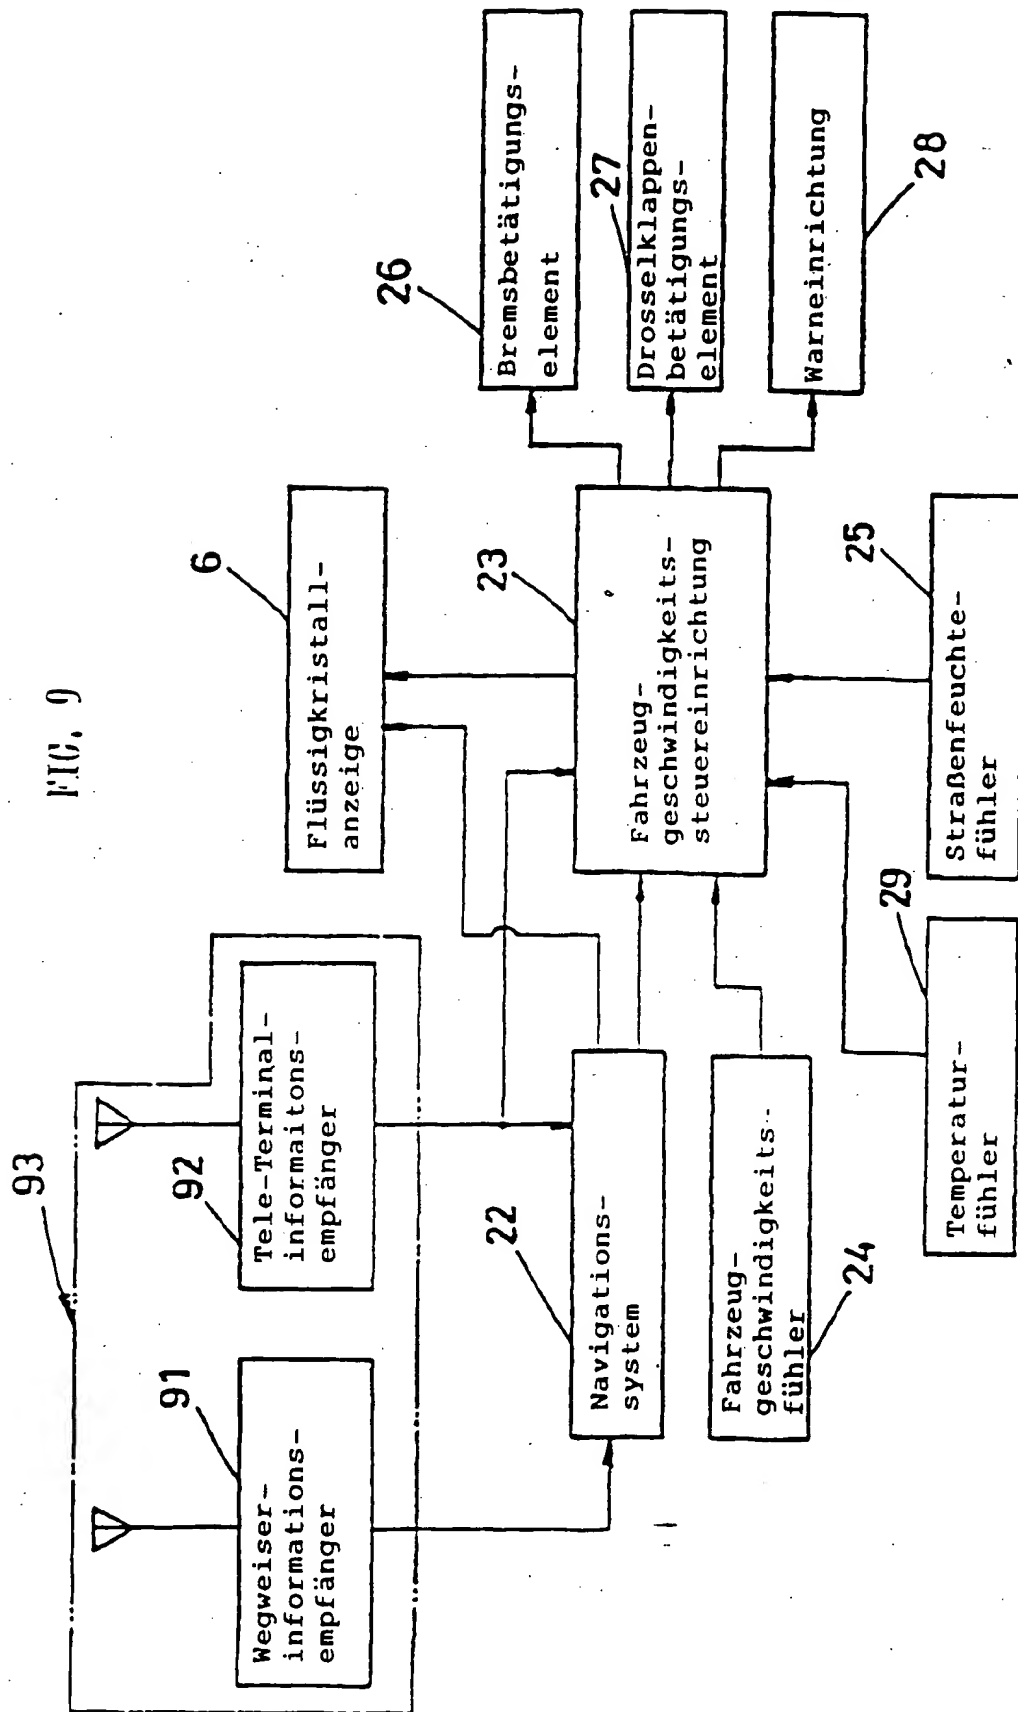 FIG. 9
93
91
Wegweiser-
informations-
empfänger
92
Tele-Terminal-
informaitons-
empfänger
6
Flüssigkristall-
anzeige
22
Navigations-
system
23
Fahrzeug-
geschwindigkeits-
steuereinrichtung
26
Bremsbetätigungs-
element
27
Drosselklappen-
betätigungs-
element
Warneinrichtung
28
Fahrzeug-
geschwindigkeits-
fühler
24
29
Temperatur-
fühler
25
Straßenfeuchte-
fühler